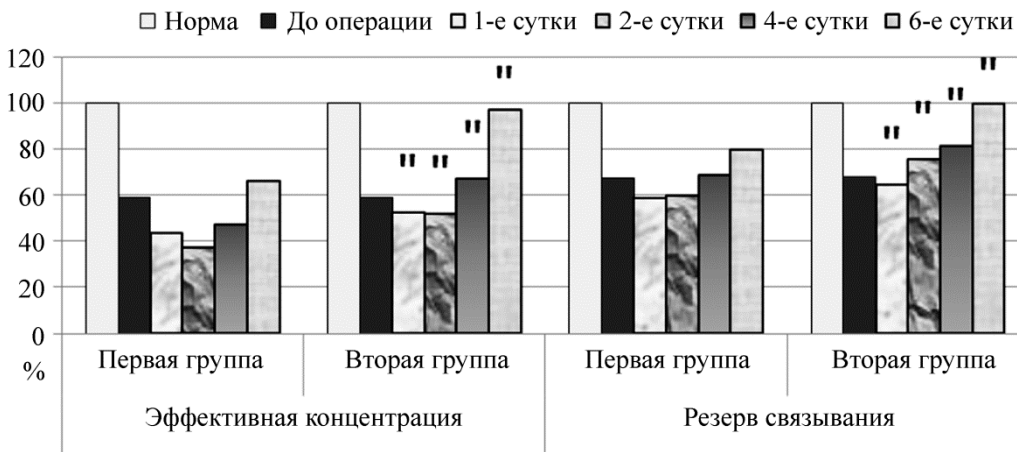 Норма До операции 1-е сутки 2-е сутки 4-е сутки 6-е сутки
120
100
80
60
40
20
0
%
" " " " " " " "
Первая группа Вторая группа Первая группа Вторая группа
Эффективная концентрация Резерв связывания